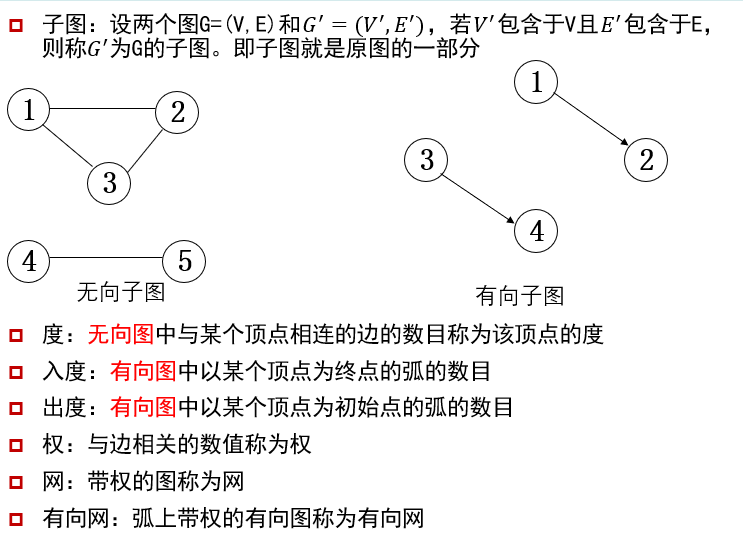 子图：设两个图G=(V,E)和G′ = (V′,E′)，若V′包含于V且E′包含于E，
则称G′为G的子图。即子图就是原图的一部分
1
1
2
2
3
3
4
4
5
无向子图
有向子图
度：无向图中与某个顶点相连的边的数目称为该顶点的度
入度：有向图中以某个顶点为终点的弧的数目
出度：有向图中以某个顶点为初始点的弧的数目
权：与边相关的数值称为权
网：带权的图称为网
有向网：弧上带权的有向图称为有向网